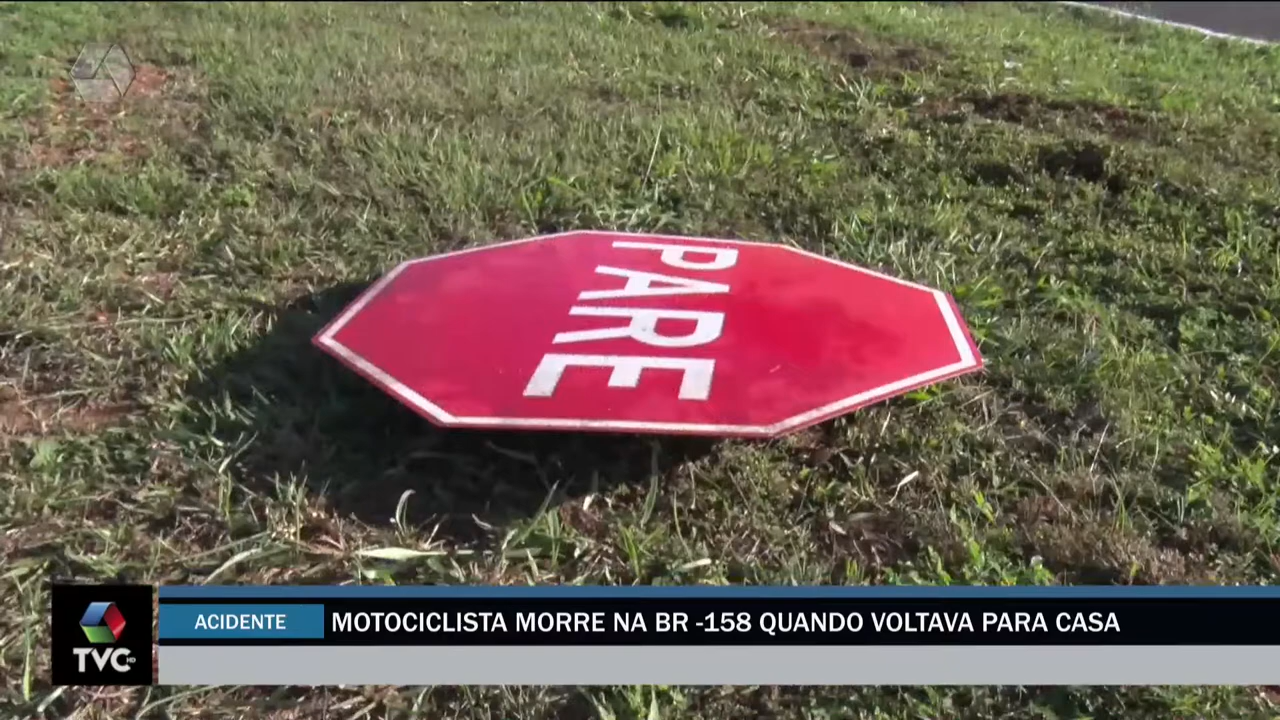 PARE
ACIDENTE
MOTOCICLISTA MORRE NA BR -158 QUANDO VOLTAVA PARA CASA
TVC HD